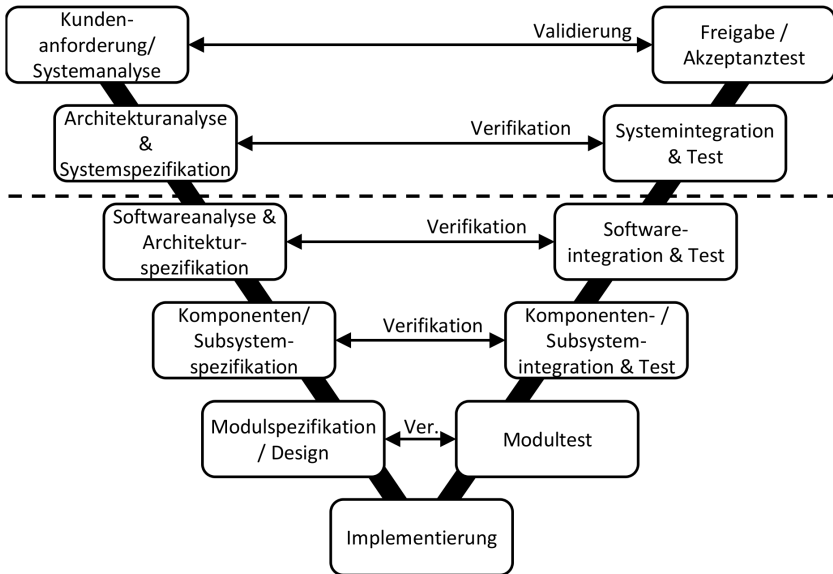 Kunden-
anforderung/
Systemanalyse
Validierung
Freigabe /
Akzeptanztest
Architekturanalyse
&
Systemspezifikation
Verifikation
Systemintegration
& Test
Softwareanalyse &
Architektur-
spezifikation
Verifikation
Software-
integration & Test
Komponenten/
Subsystem-
spezifikation
Verifikation
Komponenten- /
Subsystem-
integration & Test
Modulspezifikation
/ Design
Ver.
Modultest
Implementierung